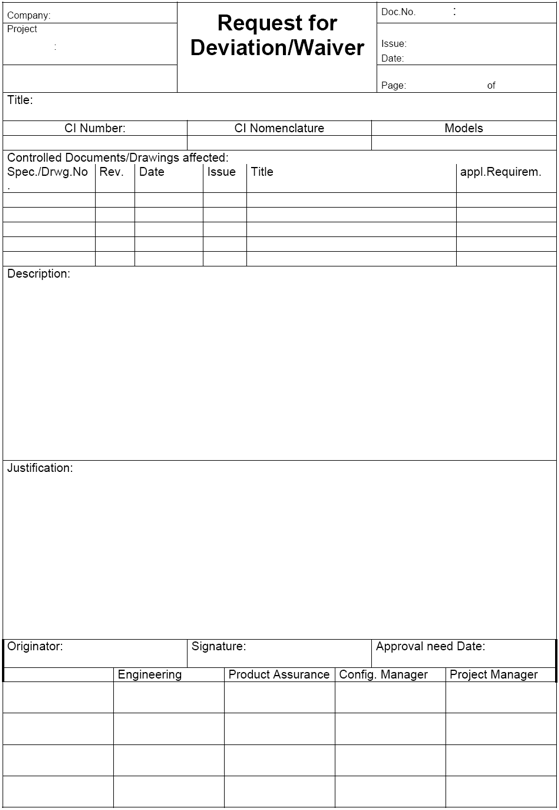 Company:
Project
:
Request for
Deviation/Waiver
Doc.No. :
Issue:
Date:
Page: of
Title:
CI Number: CI Nomenclature Models
Controlled Documents/Drawings affected:
Spec./Drwg.No Rev. Date Issue Title appl.Requirem.
.
Description:
Justification:
Originator: Signature: Approval need Date:
Engineering Product Assurance Config. Manager Project Manager